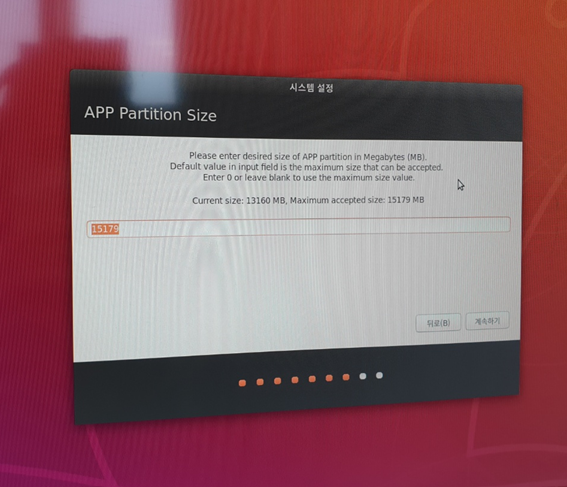 시스템 설정
APP Partition Size
Please enter desired size of APP partition in Megabytes (MB).
Default value in input field is the maximum size that can be accepted.
Enter 0 or leave blank to use the maximum size value.
Current size: 13160 MB, Maximum accepted size: 15179 MB
15179
뒤로(B)
계속하기